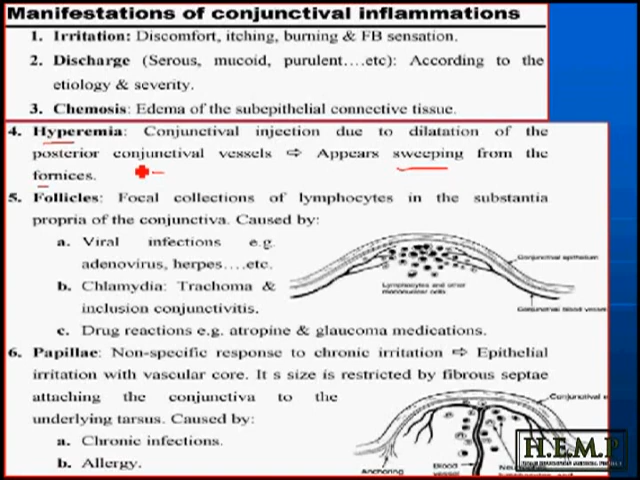 Manifestations of conjunctival inflammations
1. Irritation: Discomfort, itching, burning & FB sensation.
2. Discharge (Serous, mucoid, purulent….etc): According to the
etiology & severity.
3. Chemosis: Edema of the subepithelial connective tissue.
4. Hyperemia: Conjunctival injection due to dilatation of the
posterior conjunctival vessels ⇨ Appears sweeping from the
fornices.
5. Follicles: Focal collections of lymphocytes in the substantia
propria of the conjunctiva. Caused by:
a. Viral infections e.g.
adenovirus, herpes….etc.
b. Chlamydia: Trachoma &
inclusion conjunctivitis.
Conjunctival epithelium
Lymphocytes and other
mononuclear cells
Conjunctival blood
c. Drug reactions e.g. atropine & glaucoma medications.
6. Papillae: Non-specific response to chronic irritation ⇨ Epithelial
irritation with vascular core. It s size is restricted by fibrous septae
attaching the conjunctiva to the
underlying tarsus. Caused by:
a. Chronic infections.
b. Allergy.
Conjunctival
Anchoring
Blood
vessel
H.E.M.P